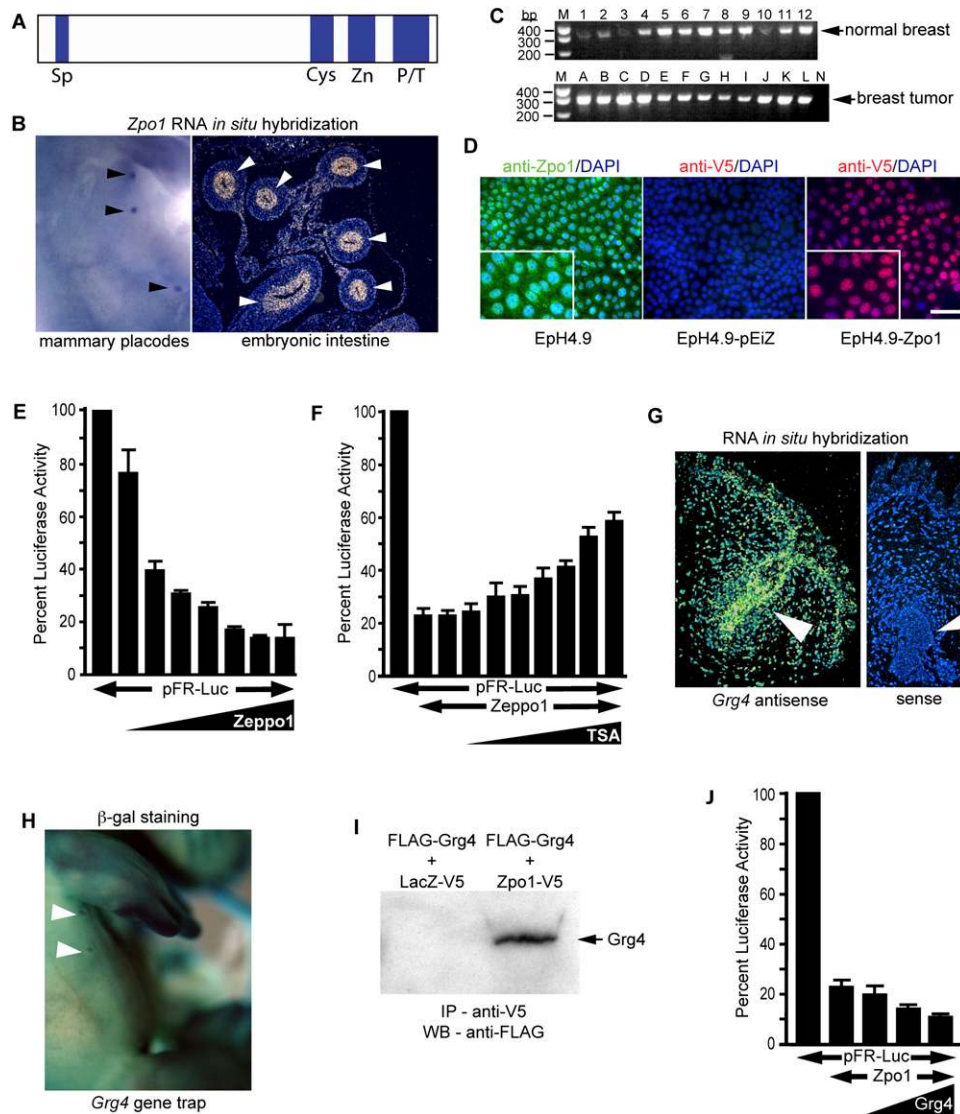 A
Sp Cys Zn P/T
B
Zpo1 RNA in situ hybridization
mammary placodes embryonic intestine
C
bp M 1 2 3 4 5 6 7 8 9 10 11 12
400
300
200
normal breast
M A B C D E F G H I J K L N
400
300
200
breast tumor
D
anti-Zpo1/DAPI anti-V5/DAPI anti-V5/DAPI
EpH4.9 EpH4.9-pEiZ EpH4.9-Zpo1
E
Percent Luciferase Activity
100
80
60
40
20
0
pFR-Luc
Zeppo1
F
Percent Luciferase Activity
100
80
60
40
20
0
pFR-Luc
Zeppo1
TSA
G
RNA in situ hybridization
Grg4 antisense sense
H
β-gal staining
Grg4 gene trap
I
FLAG-Grg4 FLAG-Grg4
+ +
LacZ-V5 Zpo1-V5
Grg4
IP - anti-V5
WB - anti-FLAG
J
Percent Luciferase Activity
100
80
60
40
20
0
pFR-Luc
Zpo1
Grg4